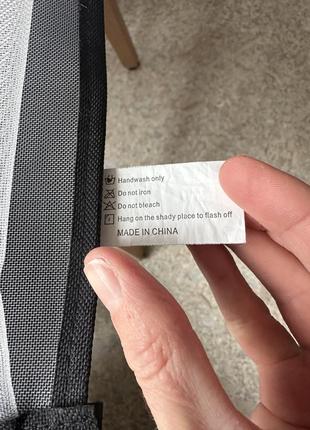 Handwash only
Do not iron
Do not bleach
Hang on the shady place to flash off
MADE IN CHINA